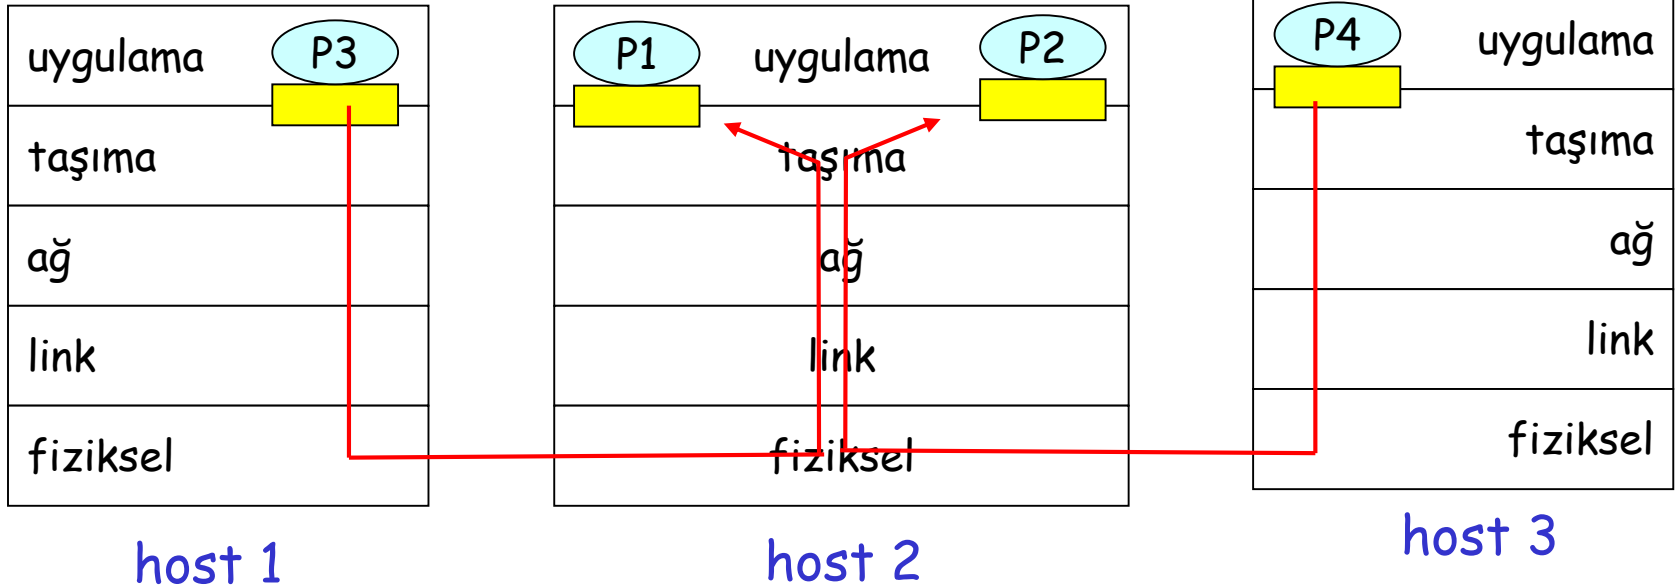 uygulama P3
taşıma
ağ
link
fiziksel
host 1
P1 uygulama P2
taşıma
ağ
link
fiziksel
host 2
P4 uygulama
taşıma
ağ
link
fiziksel
host 3